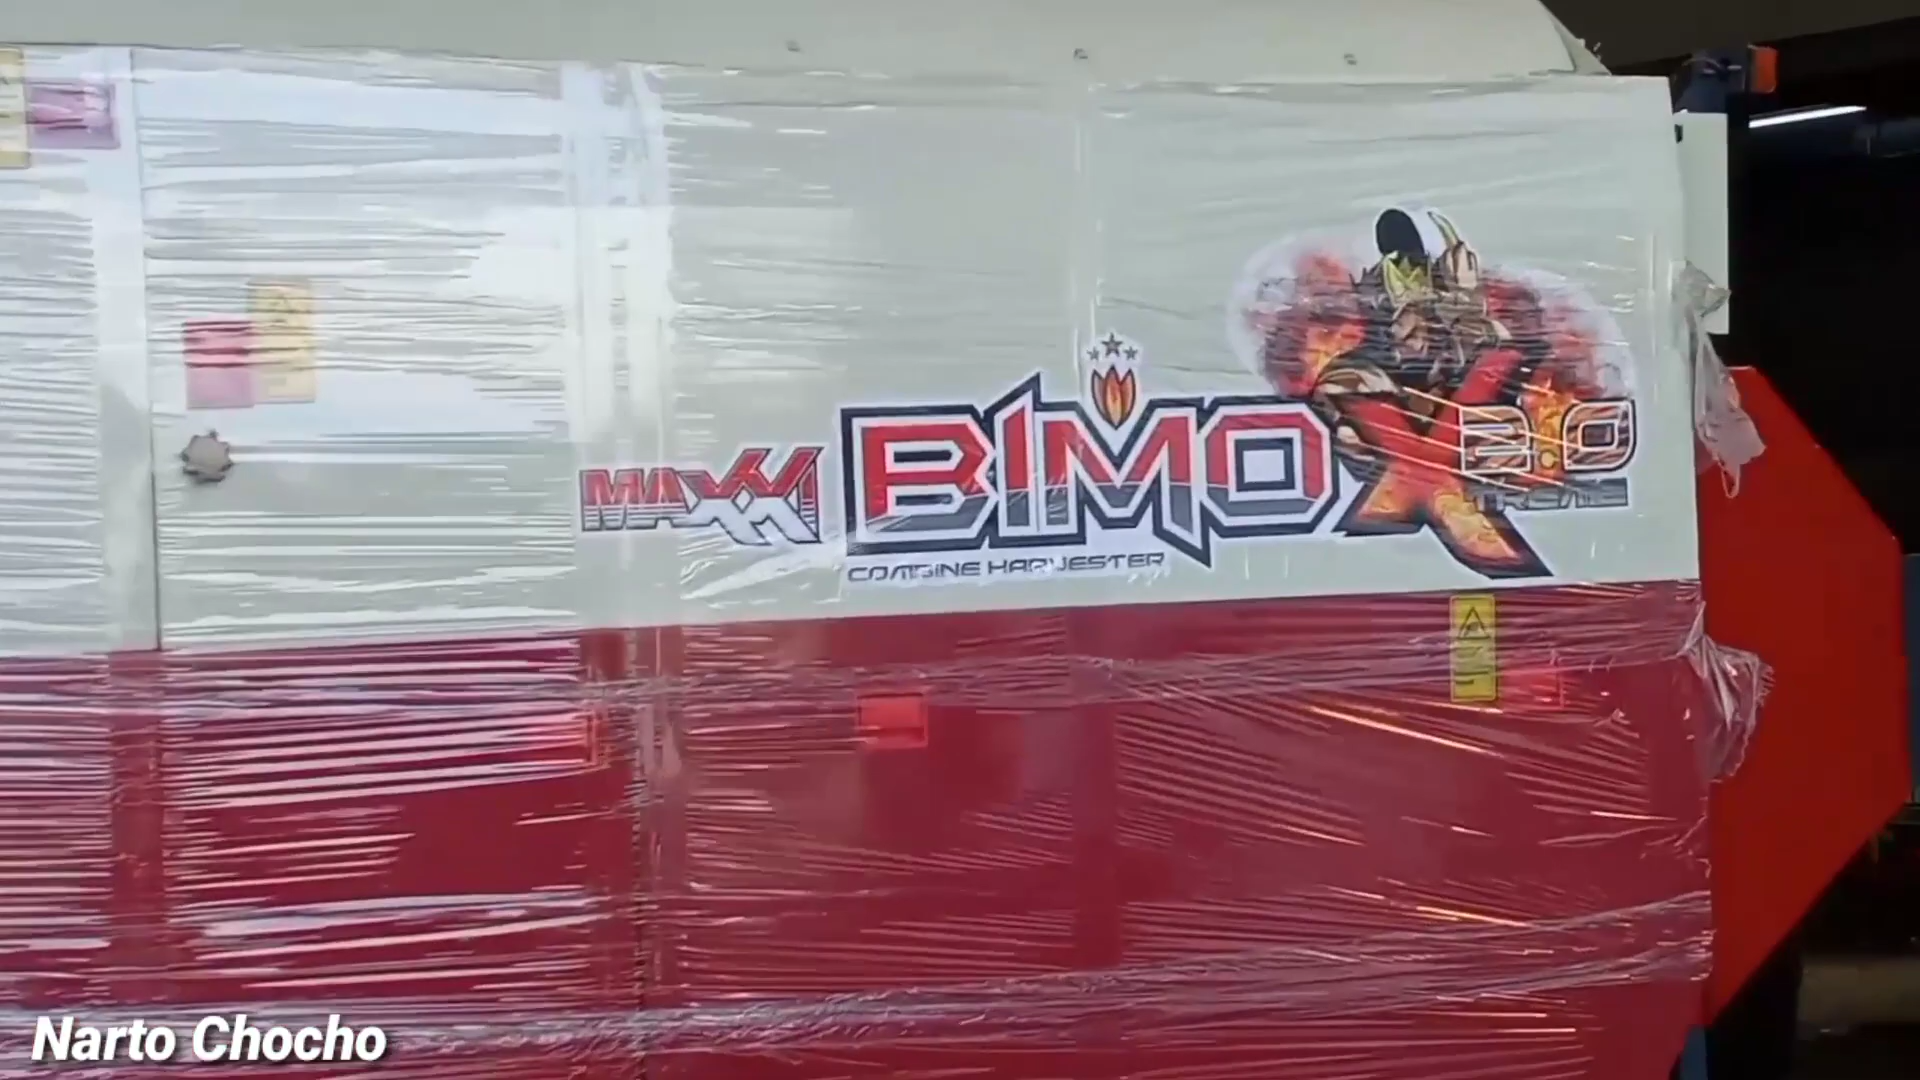 MAXXI BIMO X 2.0
XTREME
COMBINE HARVESTER
Narto Chocho